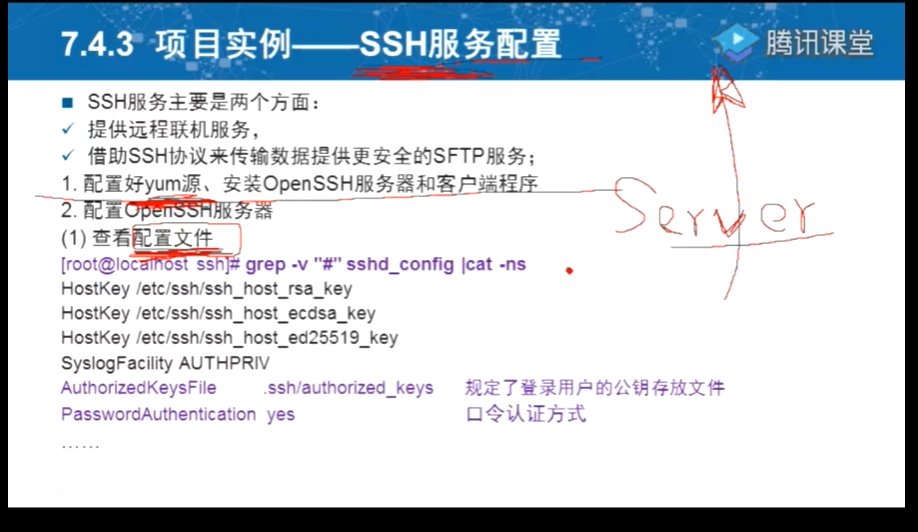 7.4.3 项目实例——SSH服务配置
腾讯课堂
SSH服务主要是两个方面：
提供远程联机服务，
借助SSH协议来传输数据提供更安全的SFTP服务；
1. 配置好yum源、安装OpenSSH服务器和客户端程序
2. 配置OpenSSH服务器
Server
(1) 查看配置文件
[root@localhost ssh]# grep -v "#" sshd_config |cat -ns
HostKey /etc/ssh/ssh_host_rsa_key
HostKey /etc/ssh/ssh_host_ecdsa_key
HostKey /etc/ssh/ssh_host_ed25519_key
SyslogFacility AUTHPRIV
AuthorizedKeysFile .ssh/authorized_keys 规定了登录用户的公钥存放文件
PasswordAuthentication yes 口令认证方式
……